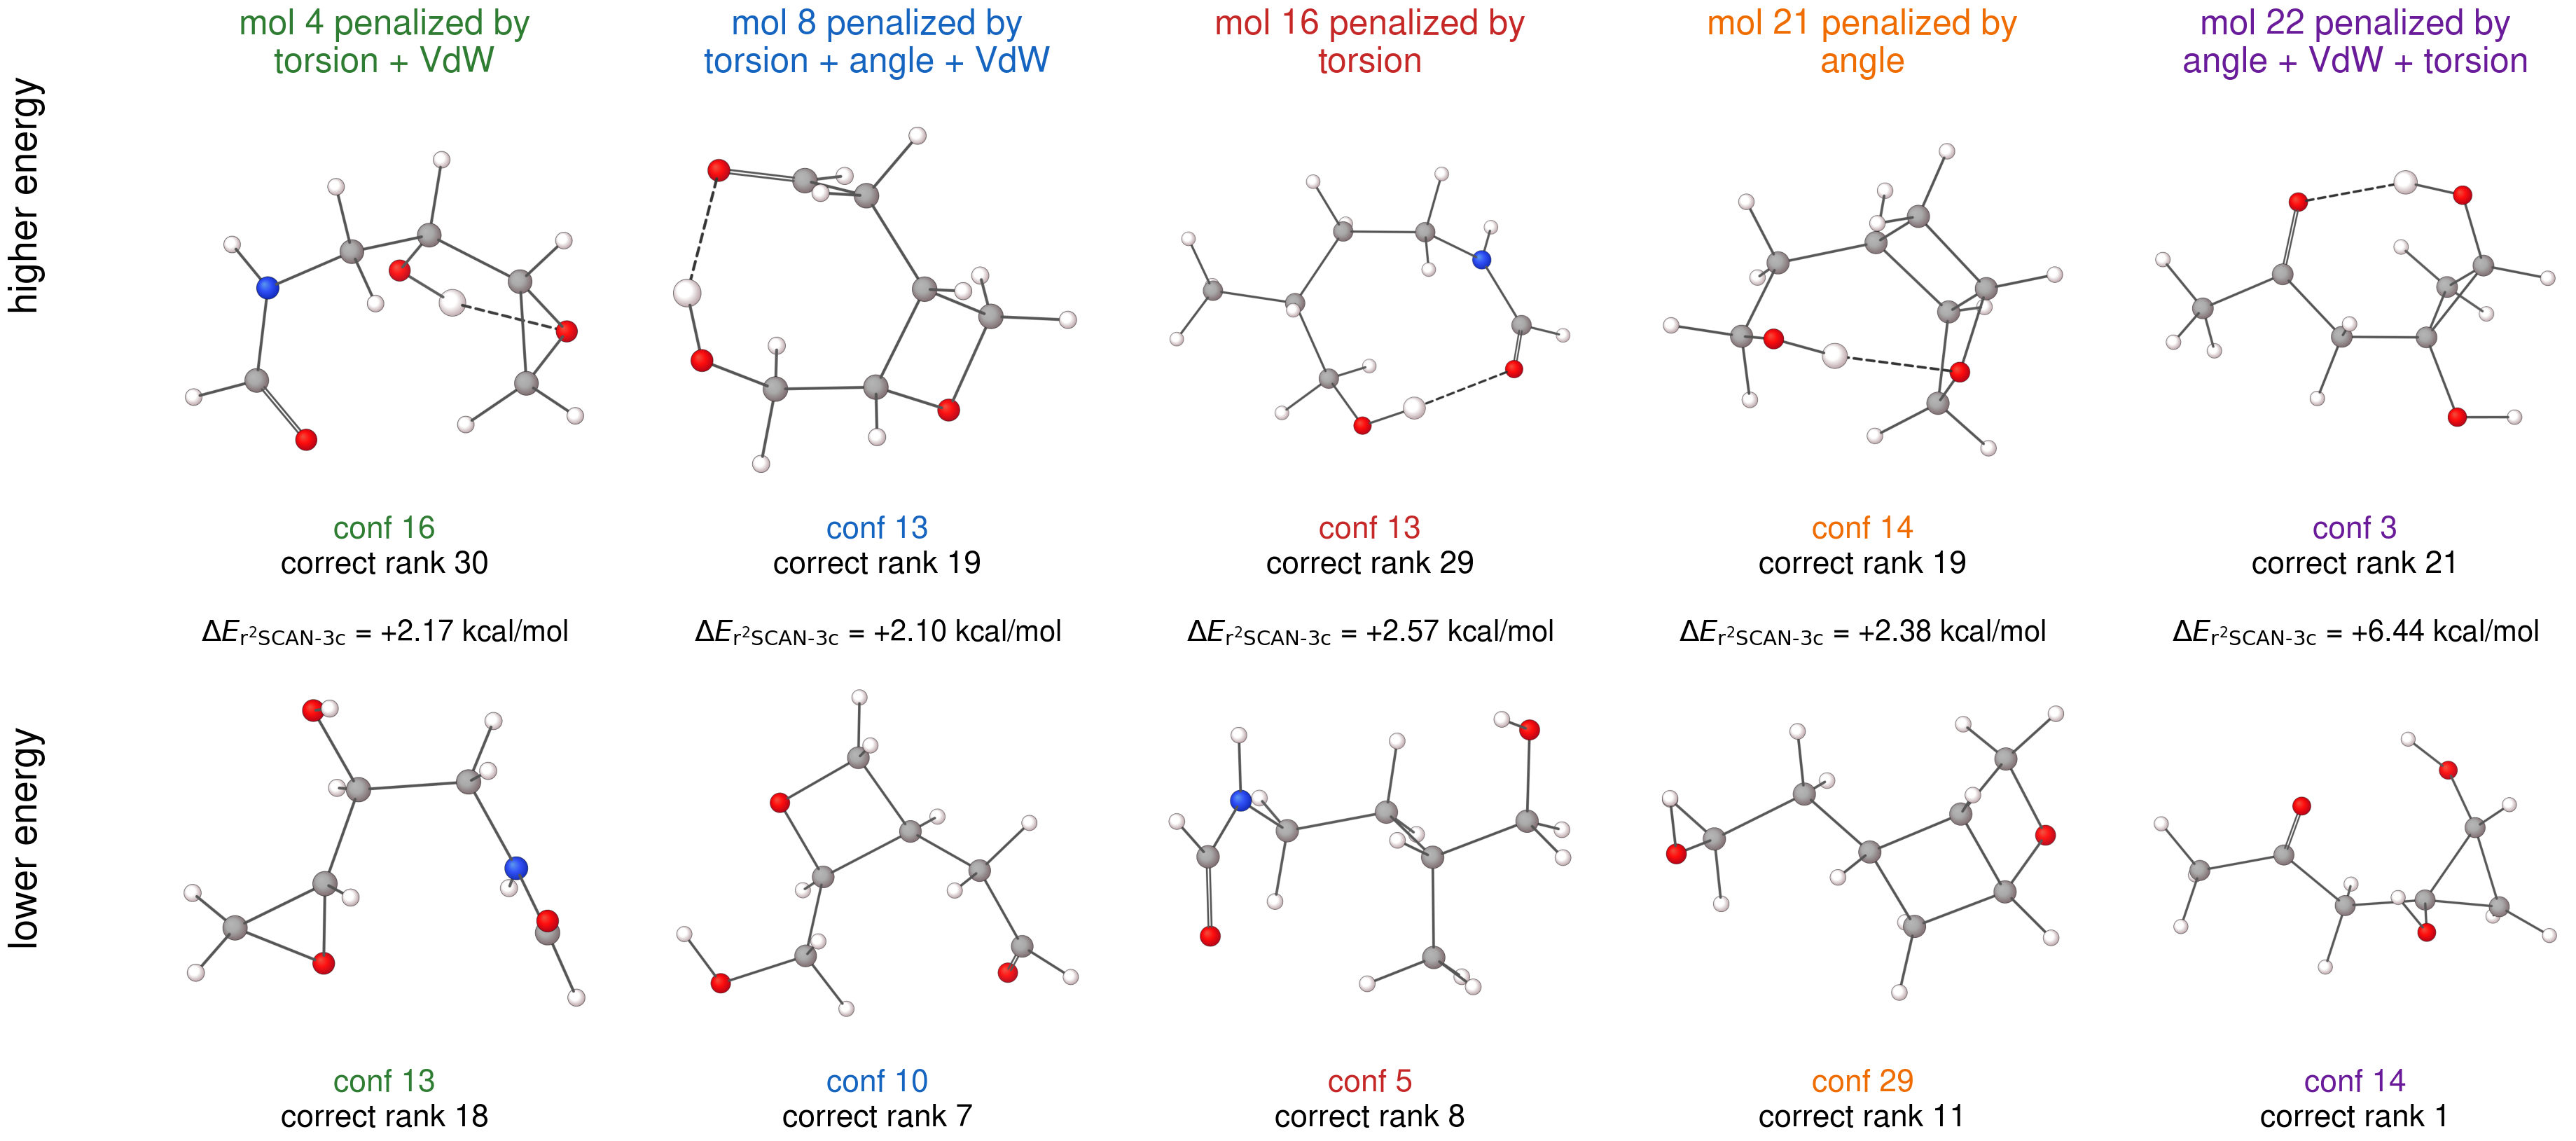 mol 4 penalized by
torsion + VdW
mol 8 penalized by
torsion + angle + VdW
mol 16 penalized by
torsion
mol 21 penalized by
angle
mol 22 penalized by
angle + VdW + torsion
higher energy
conf 16
correct rank 30
conf 13
correct rank 19
conf 13
correct rank 29
conf 14
correct rank 19
conf 3
correct rank 21
ΔE_r²SCAN-3c = +2.17 kcal/mol
ΔE_r²SCAN-3c = +2.10 kcal/mol
ΔE_r²SCAN-3c = +2.57 kcal/mol
ΔE_r²SCAN-3c = +2.38 kcal/mol
ΔE_r²SCAN-3c = +6.44 kcal/mol
lower energy
conf 13
correct rank 18
conf 10
correct rank 7
conf 5
correct rank 8
conf 29
correct rank 11
conf 14
correct rank 1